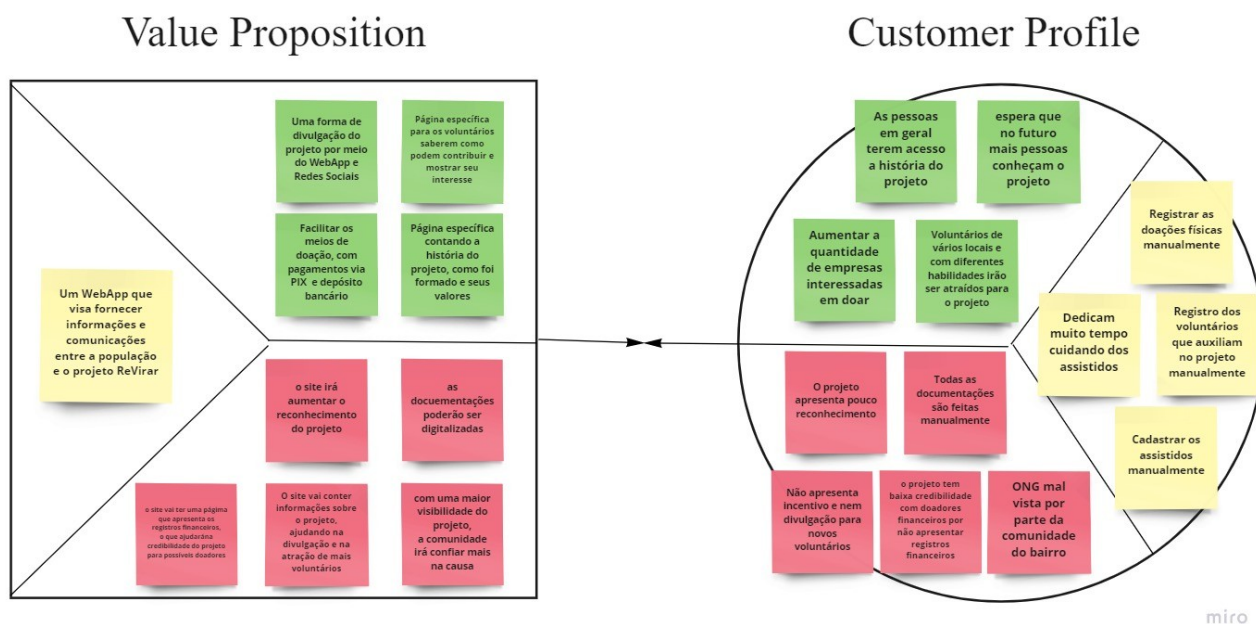 Value Proposition
Customer Profile
Uma forma de
divulgação do
projeto por meio
do WebApp e
Redes Sociais
Página específica
para os voluntários
saberem como
podem contribuir e
mostrar seu
interesse
Facilitar os
meios de
doação, com
pagamentos via
PIX e depósito
bancário
Página específica
contando a
história do
projeto, como foi
formado e seus
valores
Um WebApp que
visa fornecer
informações e
comunicações
entre a população
e o projeto ReVirar
o site irá
aumentar o
reconhecimento
do projeto
as
docuementações
poderão ser
digitalizadas
o site vai ter uma página
que apresenta os
registros financeiros,
o que ajudarána
credibilidade do projeto
para possíveis doadores
O site vai conter
informações sobre
o projeto,
ajudando na
divulgação e na
atração de mais
voluntários
com uma maior
visibilidade do
projeto,
a comunidade
irá confiar mais
na causa
As pessoas
em geral
terem acesso
a história do
projeto
espera que
no futuro
mais pessoas
conheçam o
projeto
Aumentar a
quantidade
de empresas
interessadas
em doar
Voluntários de
vários locais e
com diferentes
habilidades irão
ser atraídos para
o projeto
Registrar as
doações físicas
manualmente
Dedicam
muito tempo
cuidando dos
assistidos
Registro dos
voluntários
que auxiliam
no projeto
manualmente
Cadastrar os
assistidos
manualmente
O projeto
apresenta pouco
reconhecimento
Todas as
documentações
são feitas
manualmente
Não apresenta
incentivo e nem
divulgação para
novos
voluntários
o projeto tem
baixa credibilidade
com doadores
financeiros por
não apresentar
registros
financeiros
ONG mal
vista por
parte da
comunidade
do bairro
miro